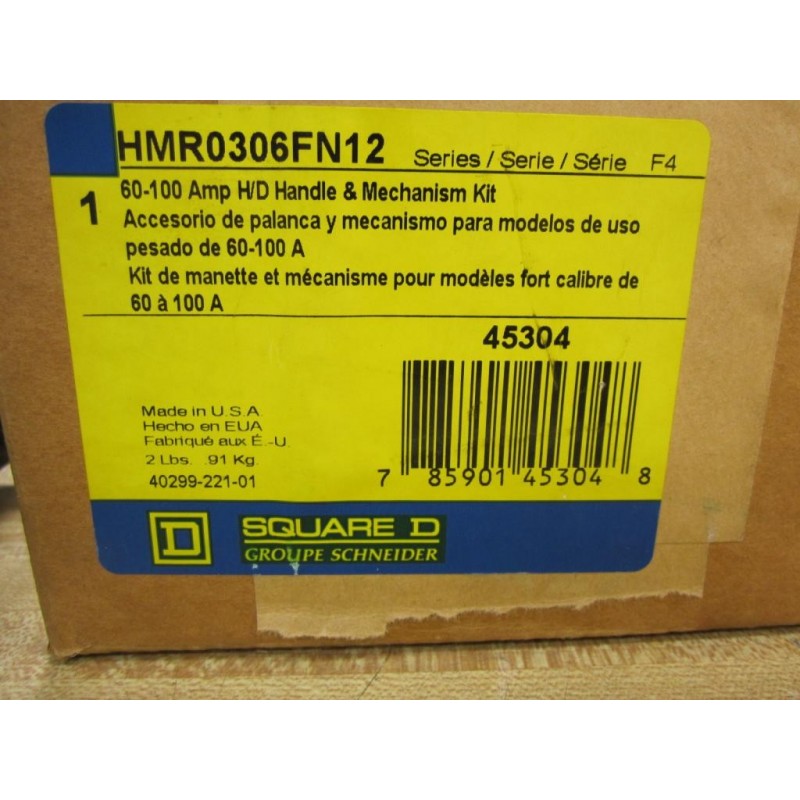 HMR0306FN12 Series / Serie / Série F4
1
60-100 Amp H/D Handle & Mechanism Kit
Accesorio de palanca y mecanismo para modelos de uso
pesado de 60-100 A
Kit de manette et mécanisme pour modèles fort calibre de
60 à 100 A
45304
Made in U.S.A.
Hecho en EUA
Fabriqué aux É.-U.
2 Lbs. .91 Kg.
40299-221-01
7 85901 45304 8
D SQUARE D
GROUPE SCHNEIDER